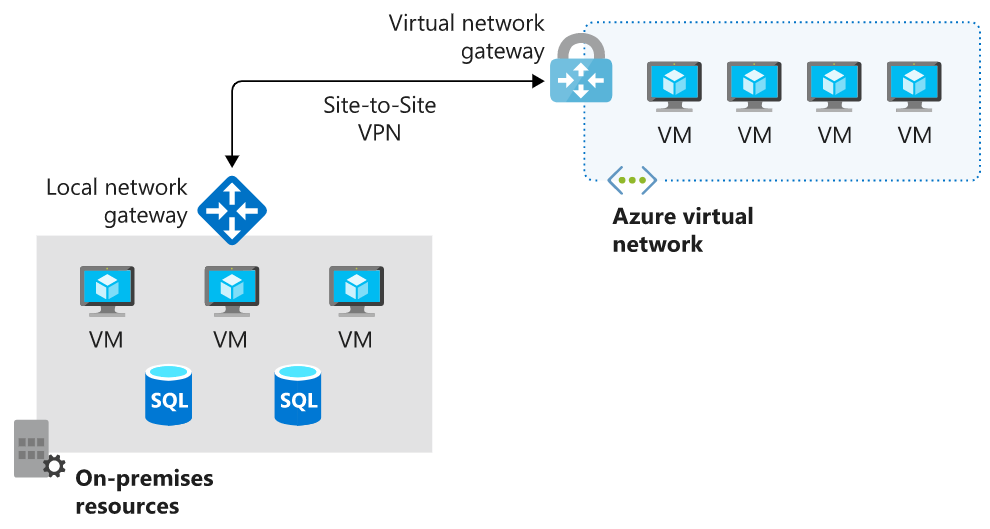 Virtual network
gateway
VM VM VM VM
Site-to-Site
VPN
Azure virtual
network
Local network
gateway
VM VM VM
SQL SQL
On-premises
resources